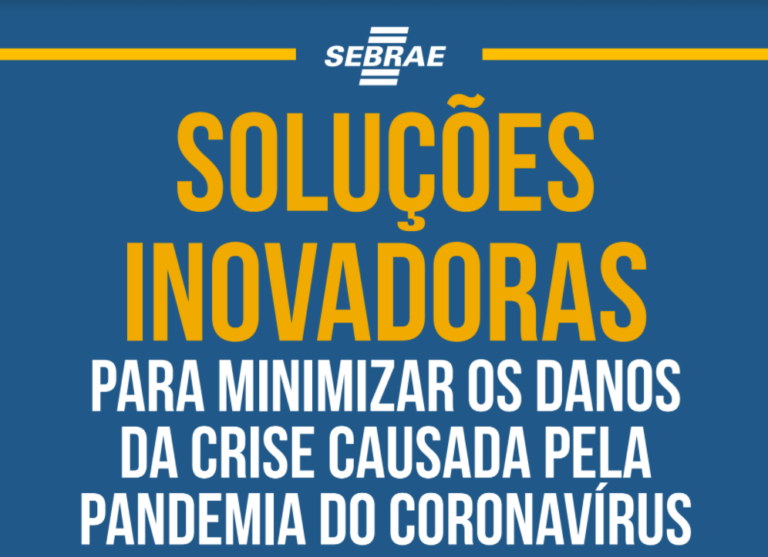 SEBRAE
SOLUÇÕES
INOVADORAS
PARA MINIMIZAR OS DANOS
DA CRISE CAUSADA PELA
PANDEMIA DO CORONAVÍRUS